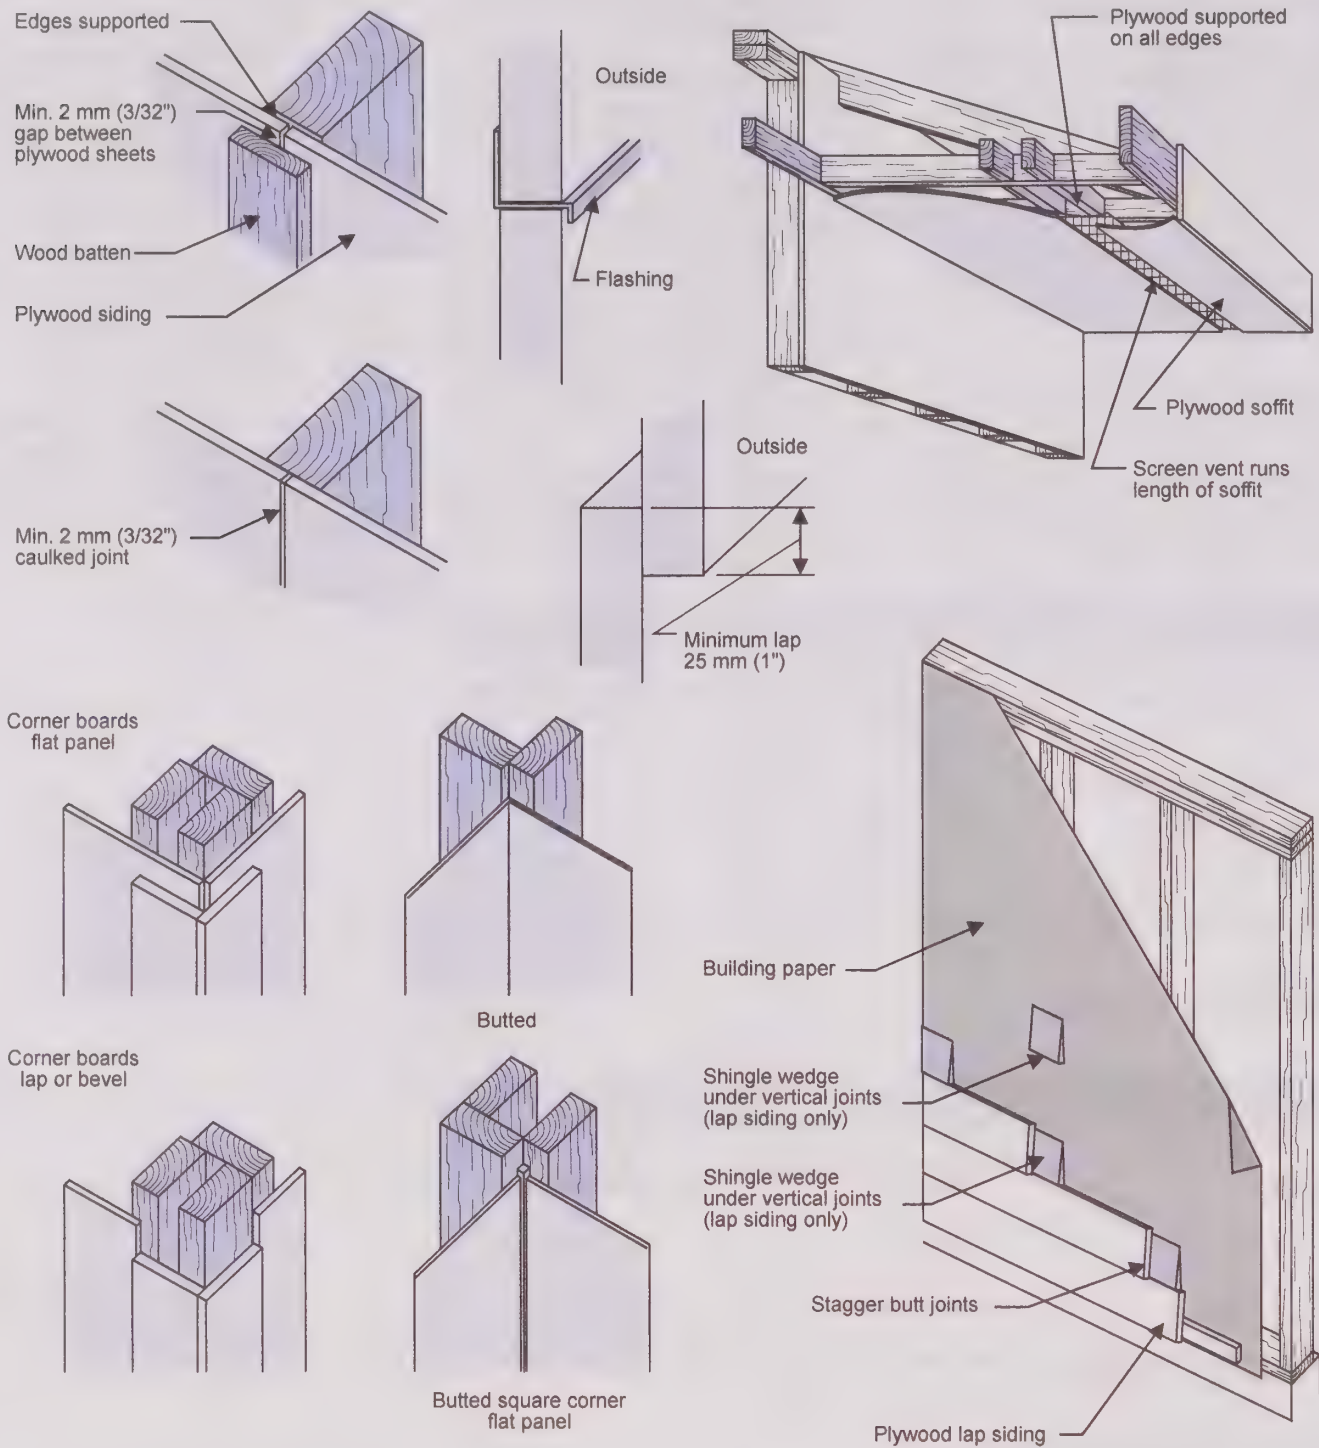 Edges supported
Min. 2 mm (3/32")
gap between
plywood sheets
Wood batten
Plywood siding
Outside
Flashing
Plywood supported
on all edges
Plywood soffit
Screen vent runs
length of soffit
Min. 2 mm (3/32")
caulked joint
Outside
Minimum lap
25 mm (1")
Corner boards
flat panel
Butted
Corner boards
lap or bevel
Butted square corner
flat panel
Building paper
Shingle wedge
under vertical joints
(lap siding only)
Shingle wedge
under vertical joints
(lap siding only)
Stagger butt joints
Plywood lap siding